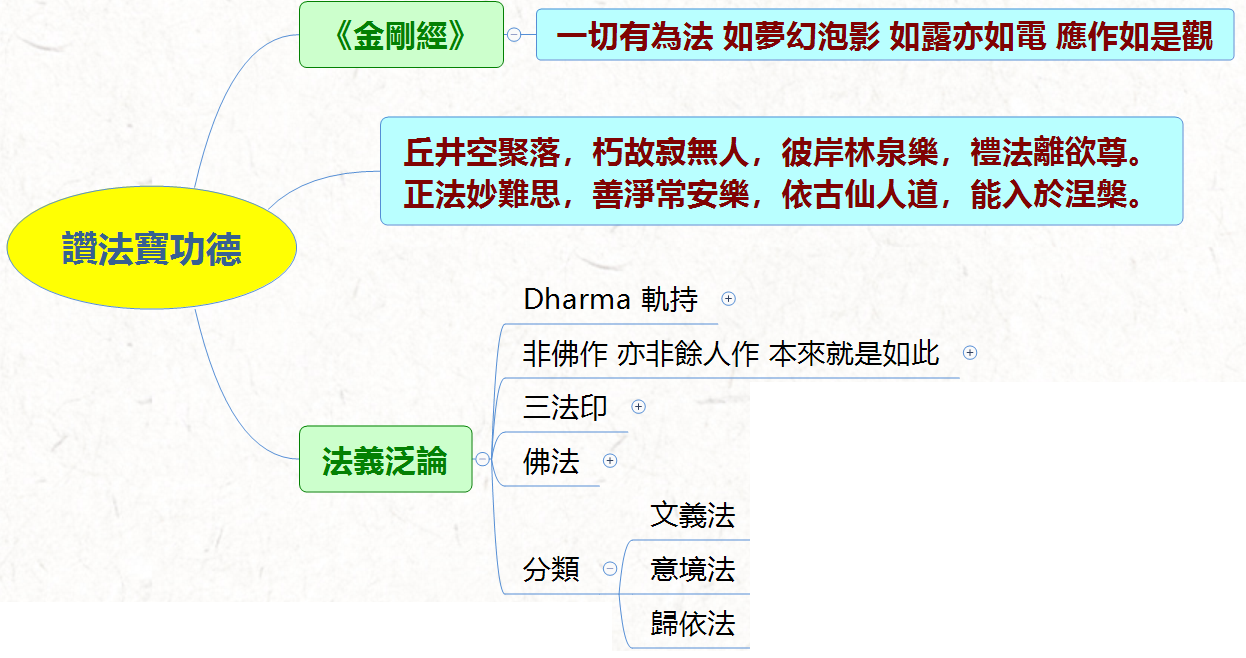 《金剛經》
一切有為法 如夢幻泡影 如露亦如電 應作如是觀
丘井空聚落，朽故寂無人，彼岸林泉樂，禮法離欲尊。
正法妙難思，善淨常安樂，依古仙人道，能入於涅槃。
讚法寶功德
Dharma 軌持
非佛作 亦非餘人作 本來就是如此
三法印
法義泛論
佛法
文義法
分類
意境法
歸依法